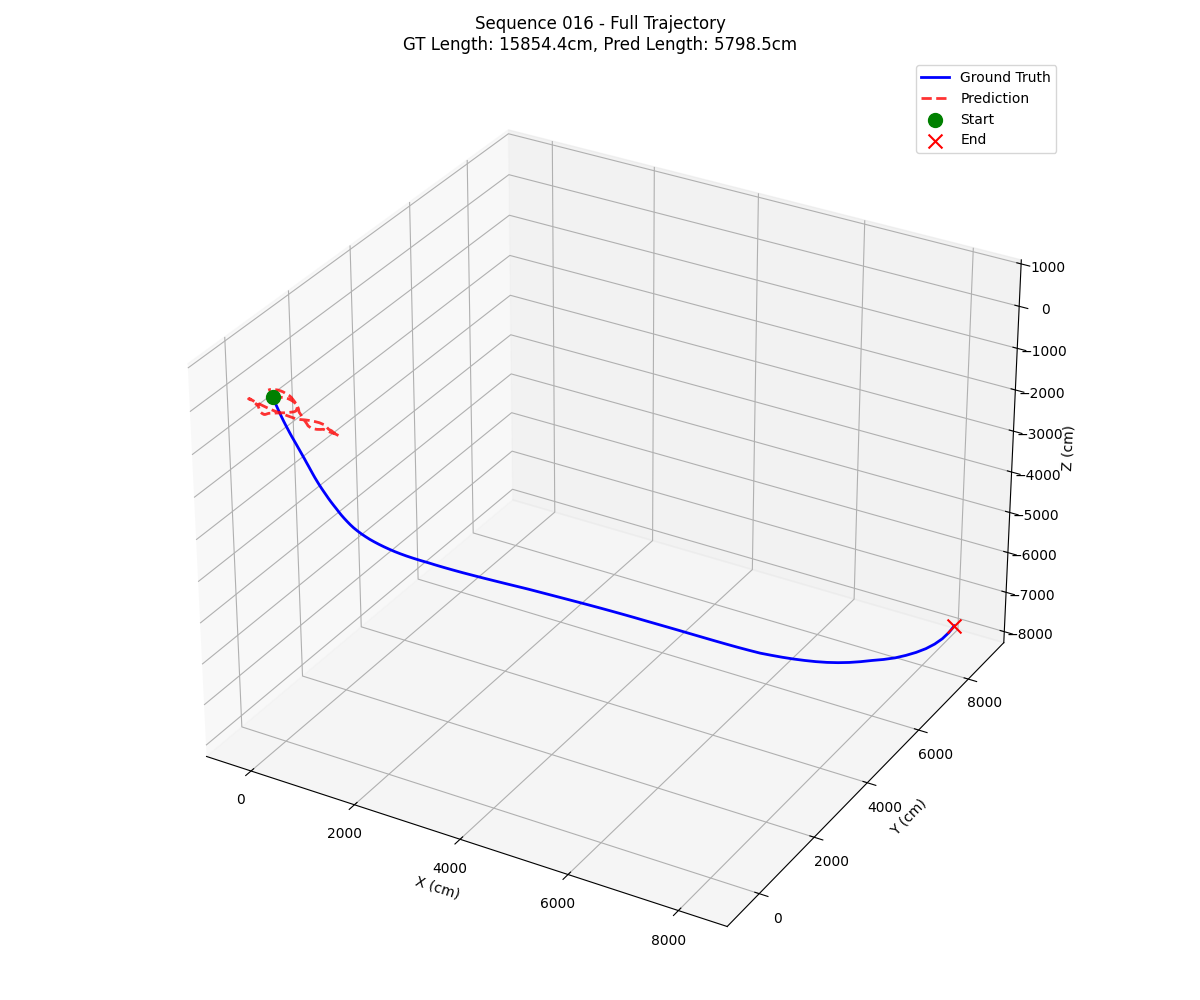 Sequence 016 - Full Trajectory
GT Length: 15854.4cm, Pred Length: 5798.5cm
Ground Truth
Prediction
Start
End
1000
0
−1000
−2000
−3000
−4000
−5000
−6000
−7000
−8000
Z (cm)
8000
6000
4000
2000
0
Y (cm)
0
2000
4000
6000
8000
X (cm)